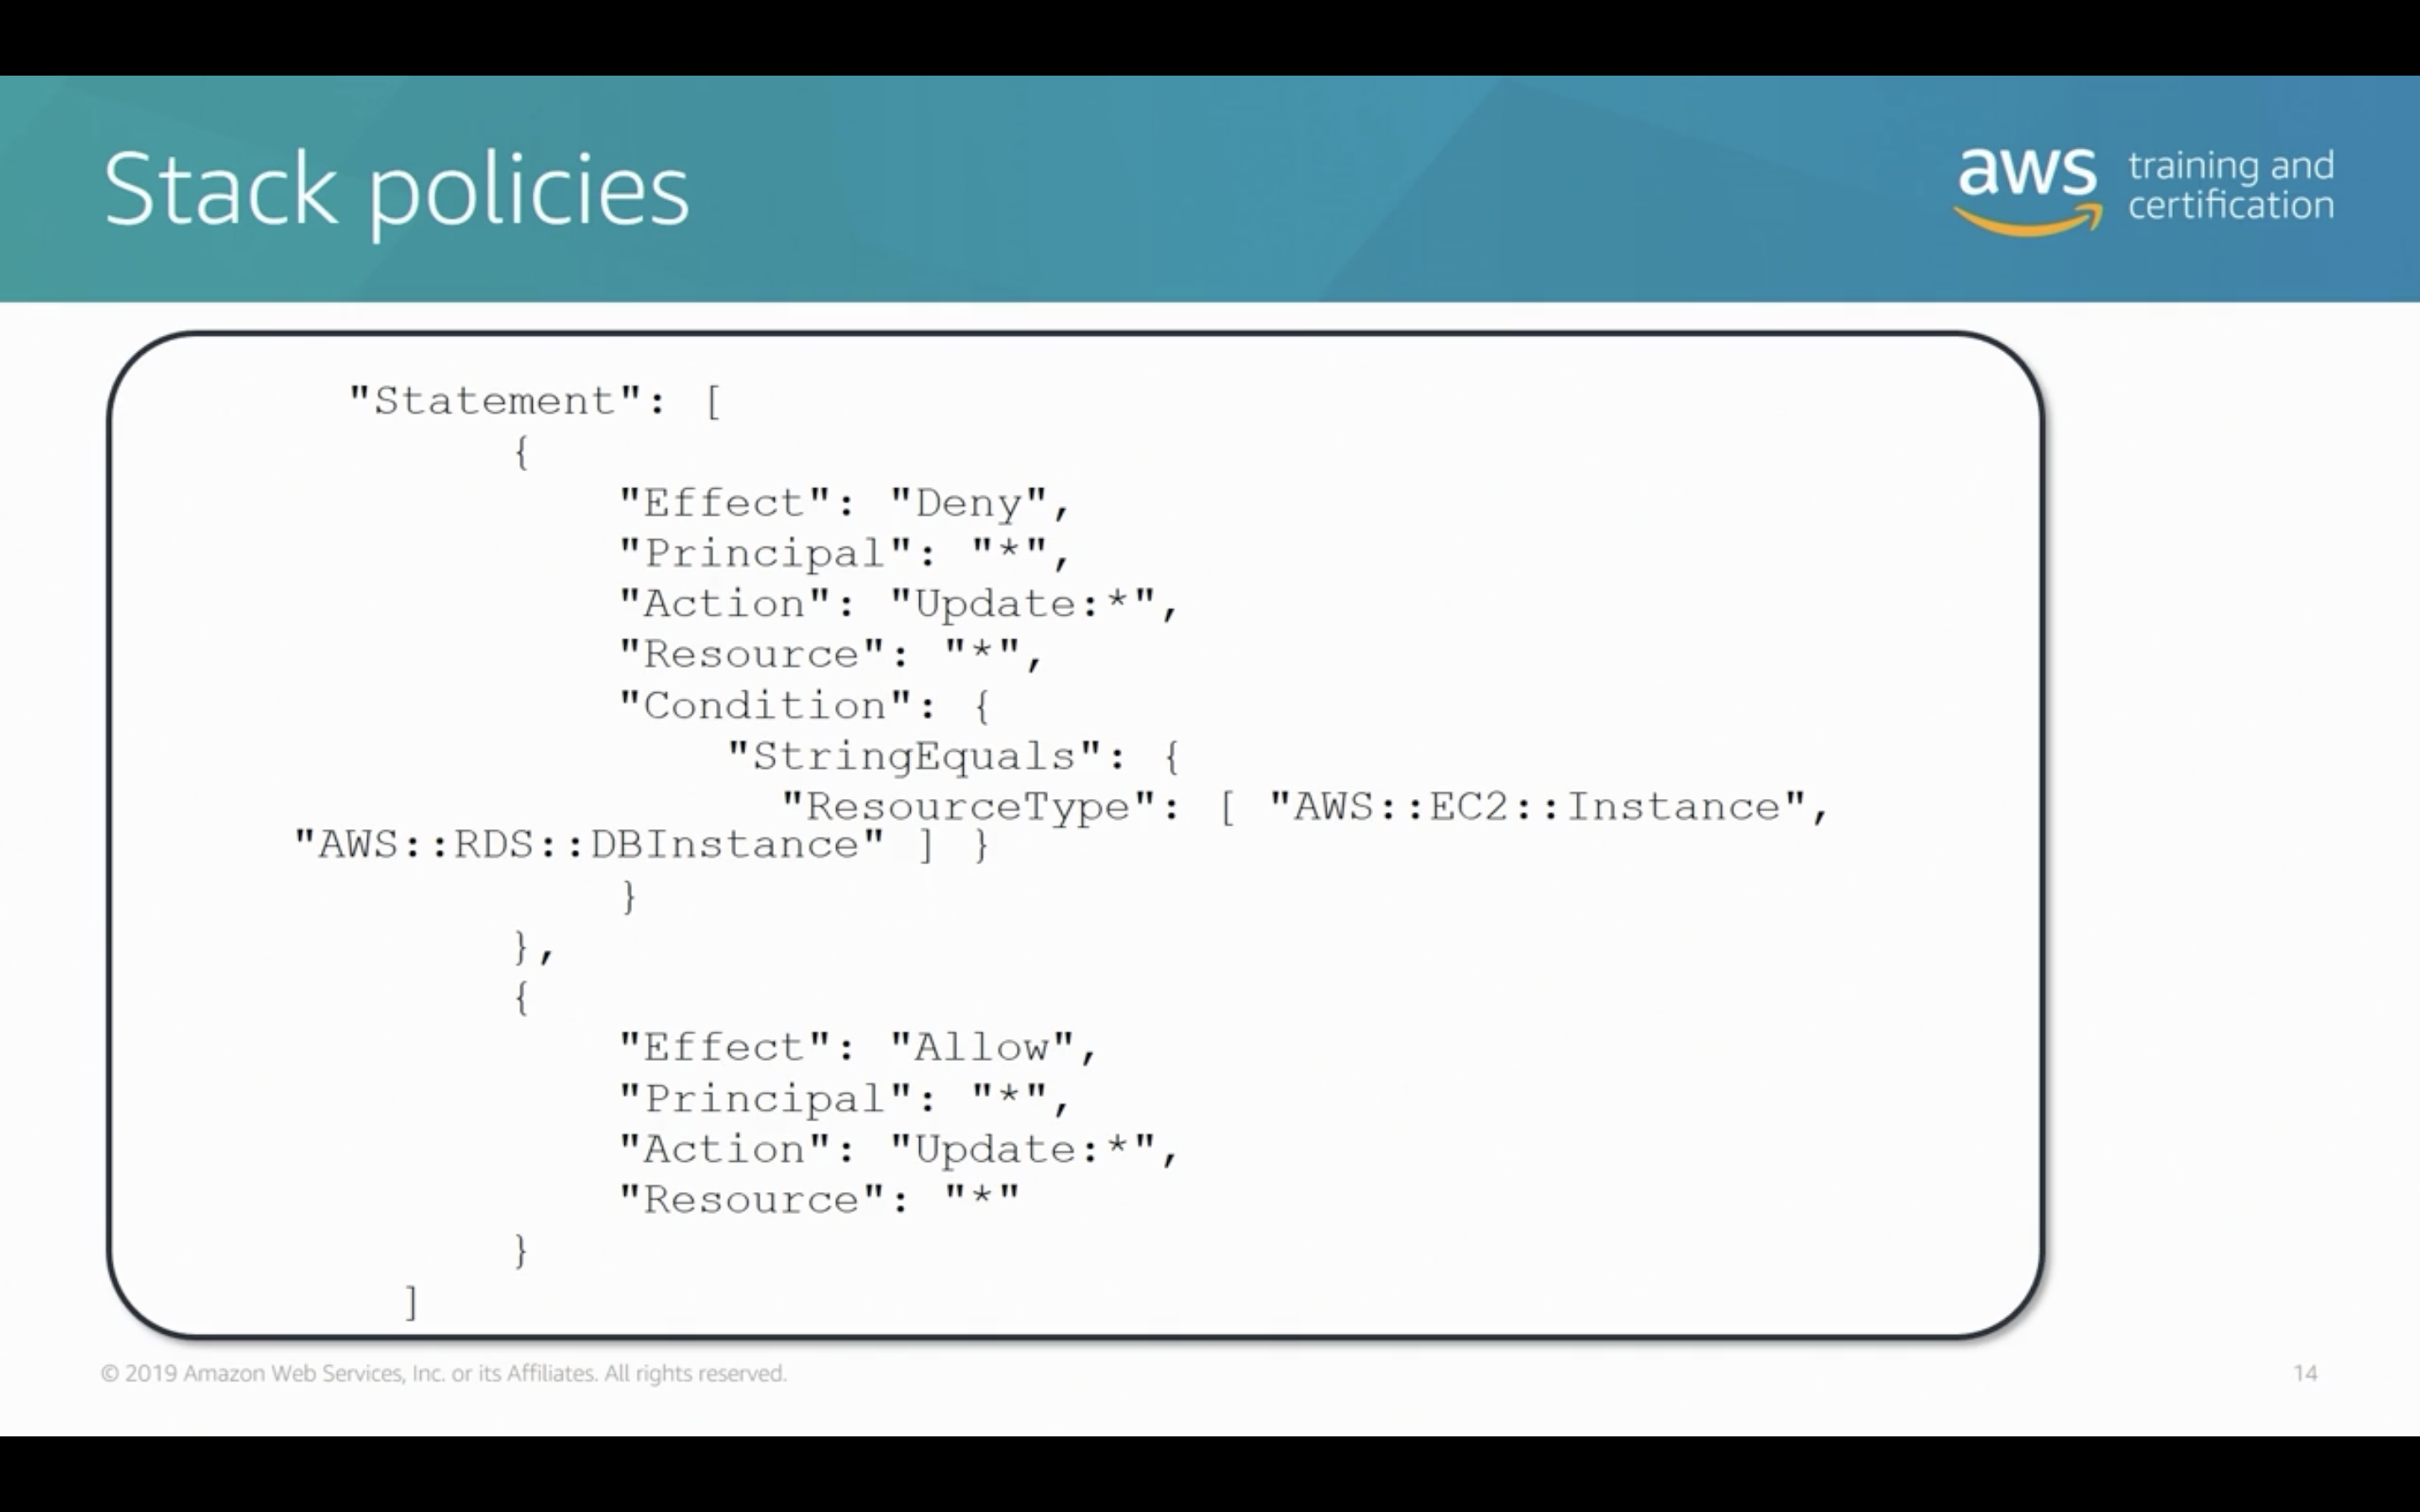 Stack policies
aws training and
certification
"Statement": [
{
"Effect": "Deny",
"Principal": "*",
"Action": "Update:*",
"Resource": "*",
"Condition": {
"StringEquals": {
"ResourceType": [ "AWS::EC2::Instance",
"AWS::RDS::DBInstance" ] }
}
},
{
"Effect": "Allow",
"Principal": "*",
"Action": "Update:*",
"Resource": "*"
}
]
© 2019 Amazon Web Services, Inc. or its Affiliates. All rights reserved.
14